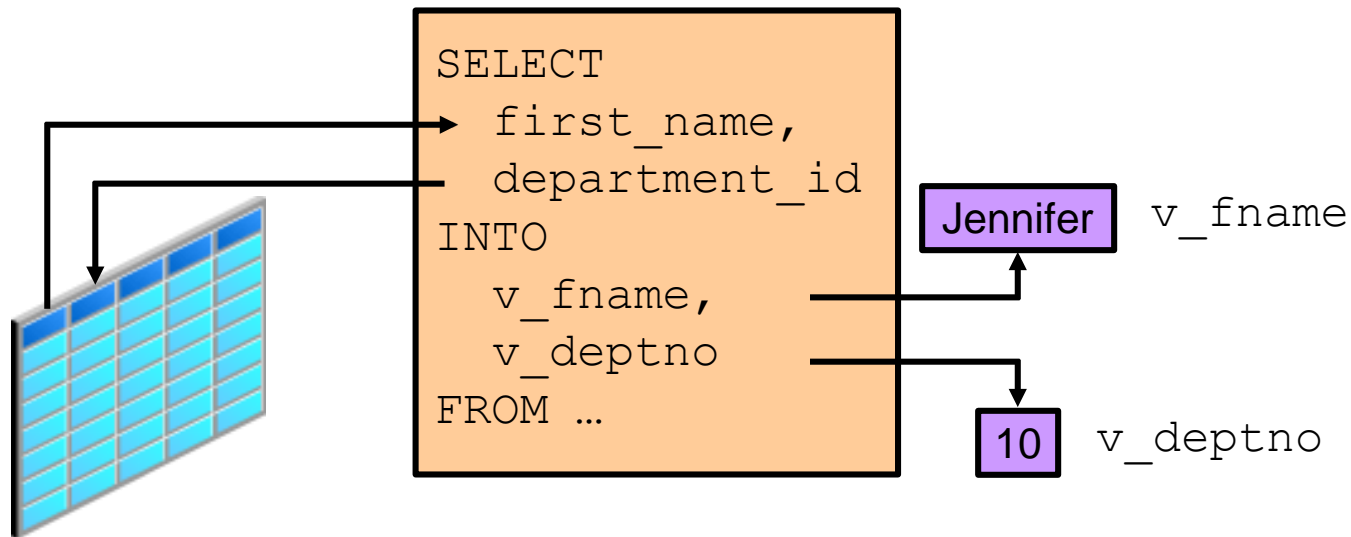 SELECT
first_name,
department_id
INTO
v_fname,
v_deptno
FROM …
Jennifer v_fname
10 v_deptno